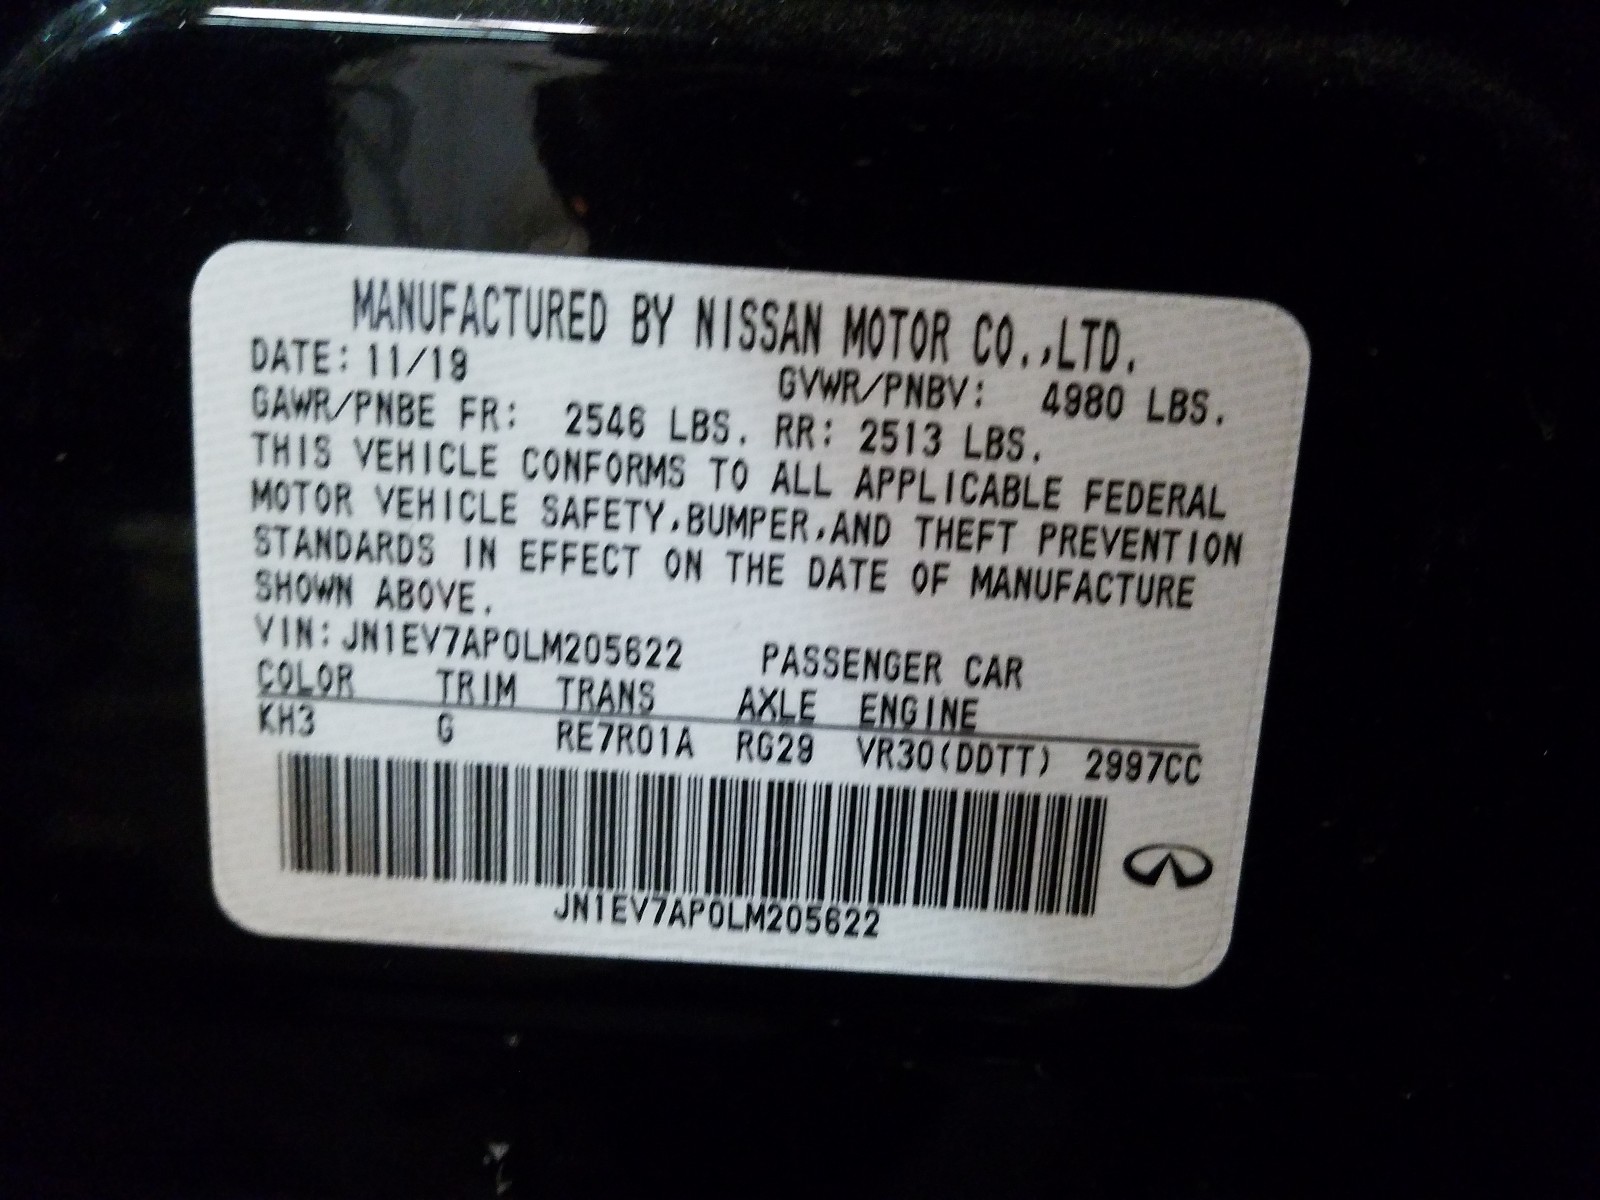 MANUFACTURED BY NISSAN MOTOR CO.,LTD.
DATE: 11/19 GVWR/PNBV: 4980 LBS.
GAWR/PNBE FR: 2546 LBS. RR: 2513 LBS.
THIS VEHICLE CONFORMS TO ALL APPLICABLE FEDERAL
MOTOR VEHICLE SAFETY,BUMPER,AND THEFT PREVENTION
STANDARDS IN EFFECT ON THE DATE OF MANUFACTURE
SHOWN ABOVE.
VIN: JN1EV7AP0LM205622 PASSENGER CAR
COLOR TRIM TRANS AXLE ENGINE
KH3 G RE7R01A RG29 VR30(DDTT) 2997CC
JN1EV7AP0LM205622